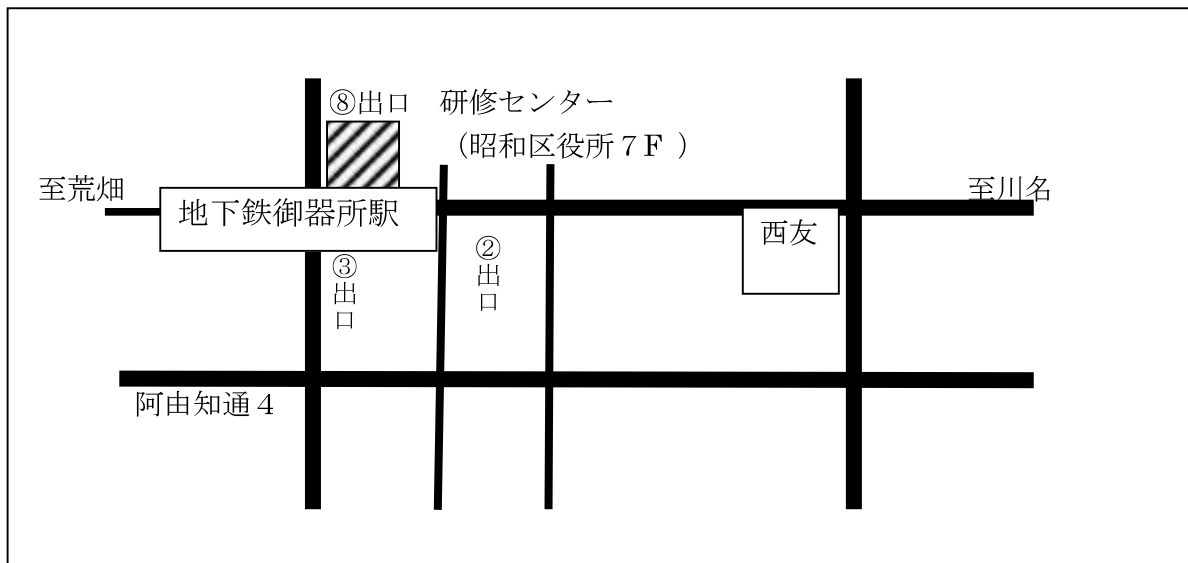 ⑧出口 研修センター
（昭和区役所７Ｆ ）
至荒畑
至川名
地下鉄御器所駅
西友
②出口
③出口
阿由知通４